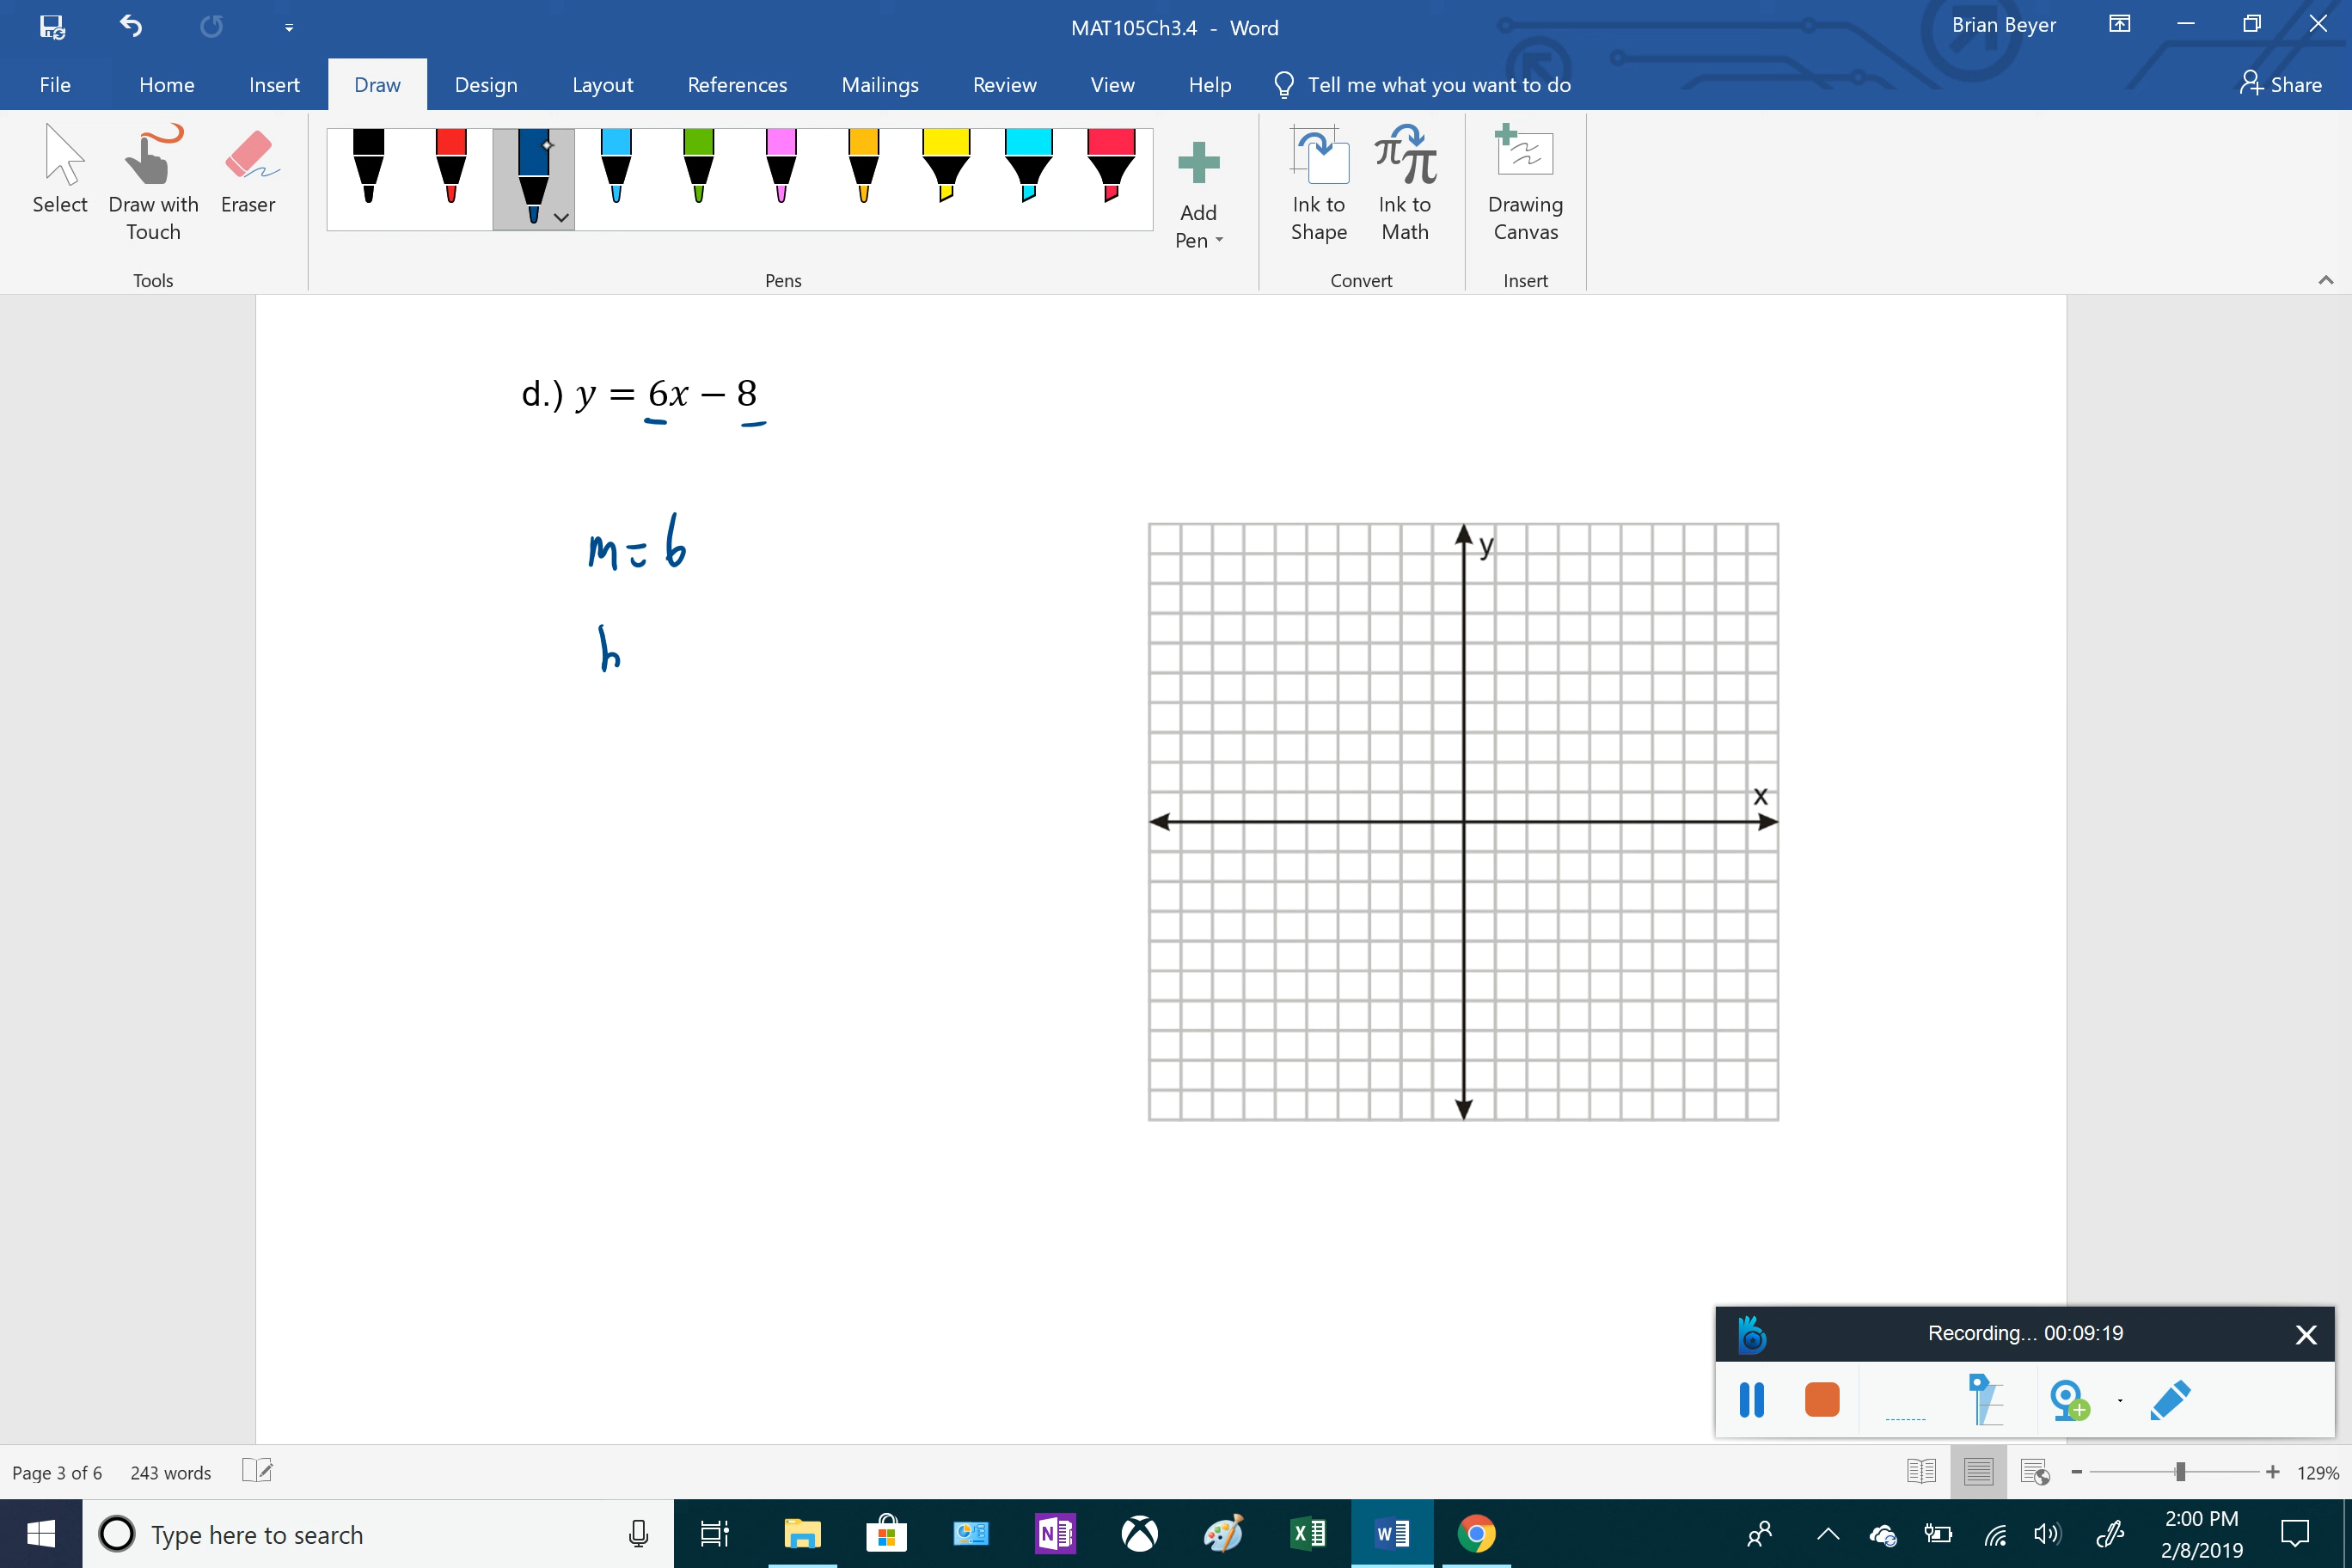 MAT105Ch3.4 - Word
Brian Beyer
File Home Insert Draw Design Layout References Mailings Review View Help Tell me what you want to do Share
Select Draw with Touch Eraser
Add Pen
Ink to Shape Ink to Math
Drawing Canvas
Tools Pens Convert Insert
d.) y = 6x − 8
m = 6
b
y
x
Recording... 00:09:19
Page 3 of 6 243 words 129%
Type here to search
2:00 PM
2/8/2019